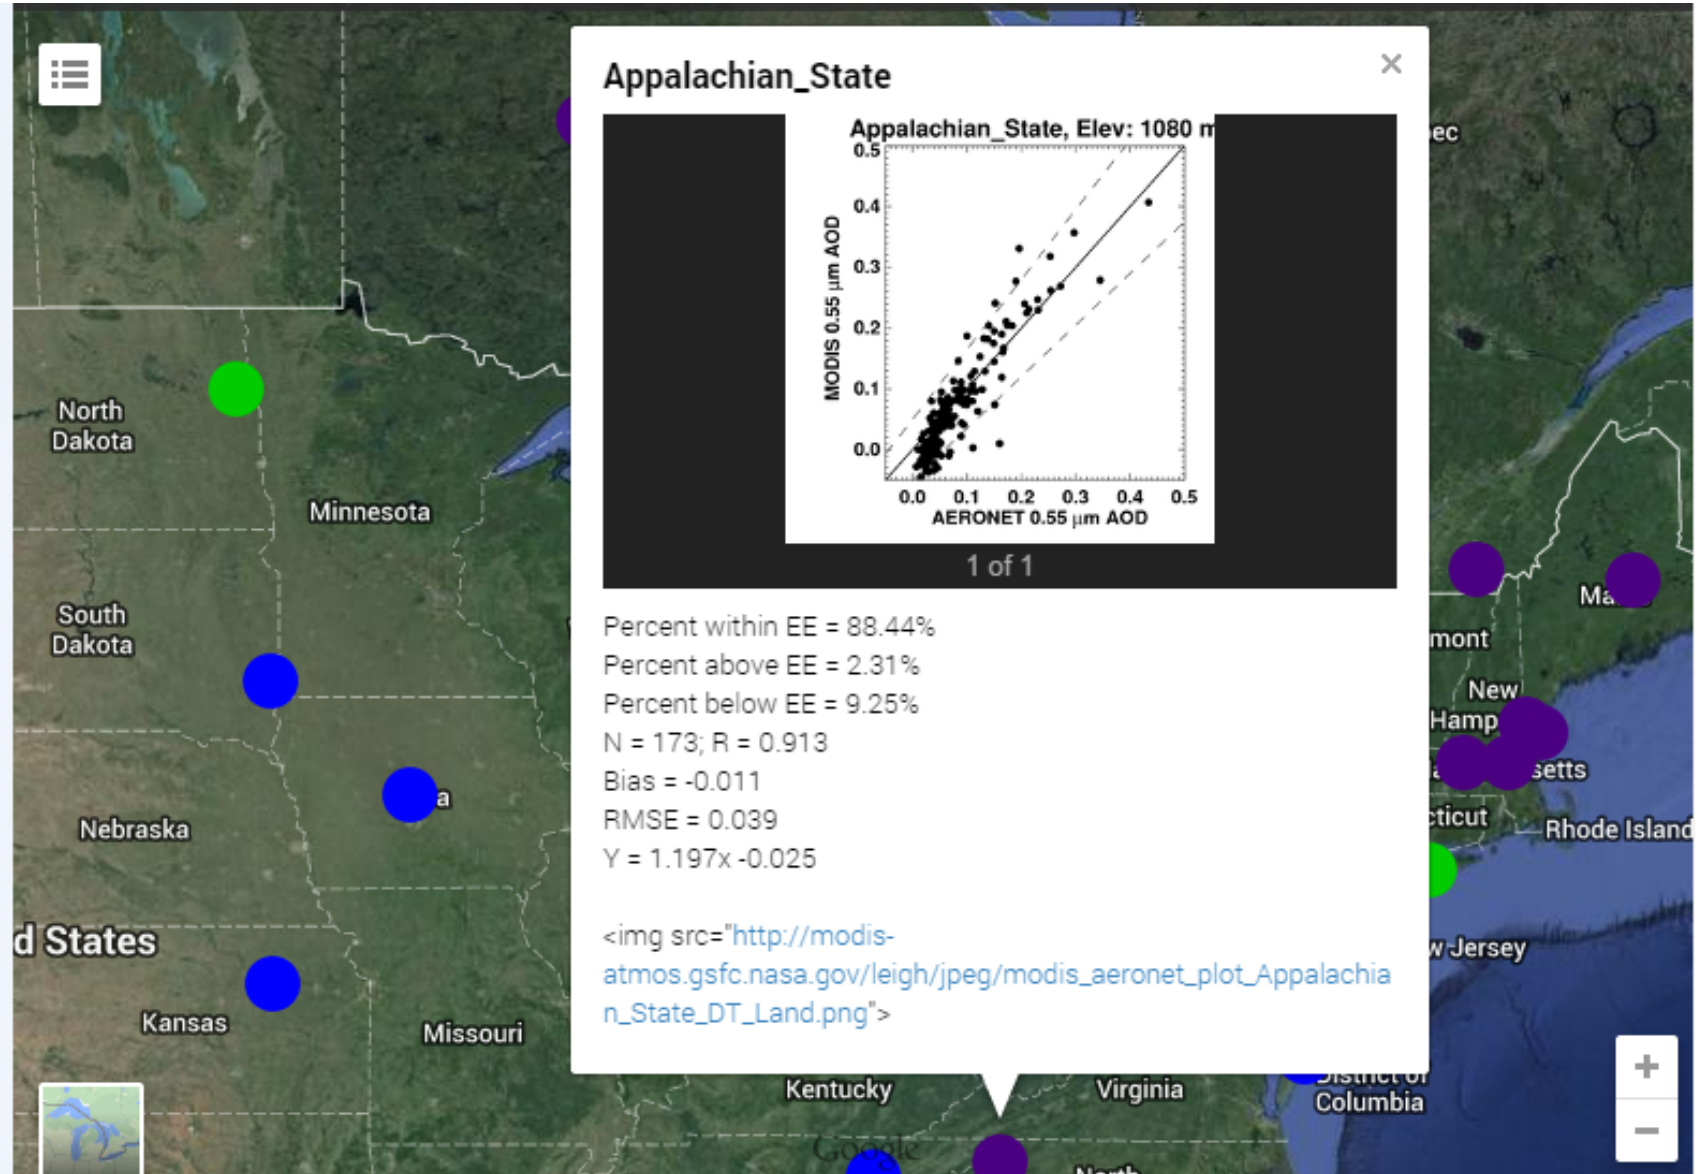 Appalachian_State
×
Appalachian_State, Elev: 1080 m
0.5
0.4
0.3
0.2
0.1
0.0
MODIS 0.55 μm AOD
0.0 0.1 0.2 0.3 0.4 0.5
AERONET 0.55 μm AOD
1 of 1
Percent within EE = 88.44%
Percent above EE = 2.31%
Percent below EE = 9.25%
N = 173; R = 0.913
Bias = -0.011
RMSE = 0.039
Y = 1.197x -0.025
<img src="http://modis-
atmos.gsfc.nasa.gov/leigh/jpeg/modis_aeronet_plot_Appalachia
n_State_DT_Land.png">
North
Dakota
Minnesota
South
Dakota
Nebraska
d States
Kansas
Missouri
Kentucky
Virginia
District of
Columbia
North
Google
ec
Ma
mont
New
Hamp
setts
cticut
Rhode Island
w Jersey
a
+
−